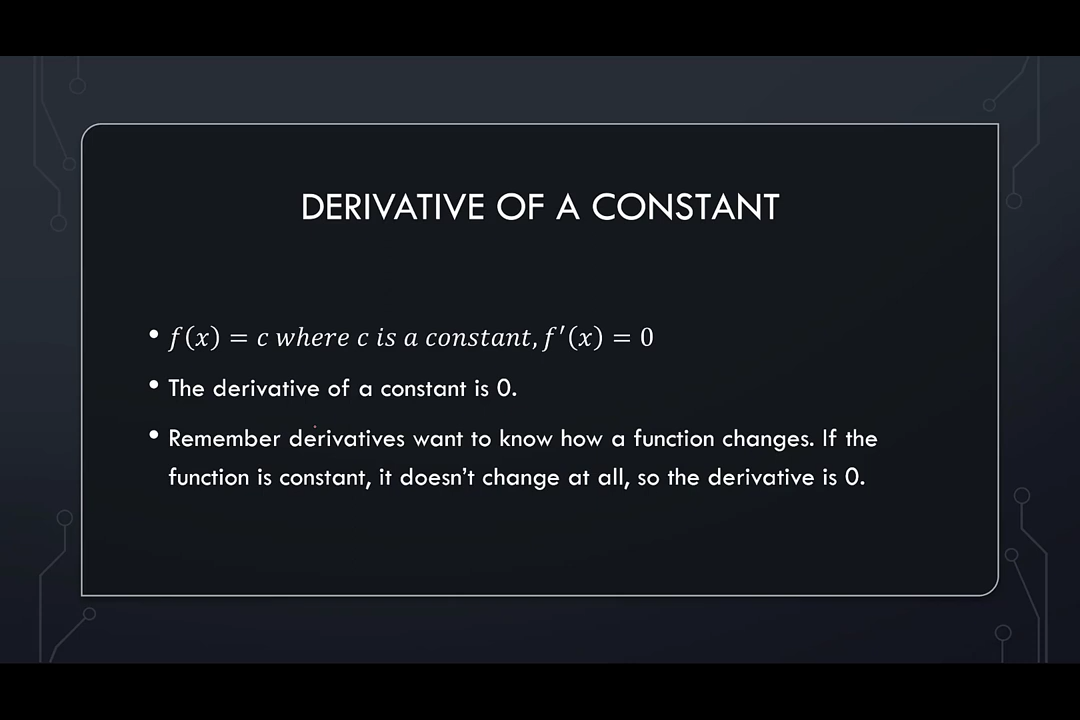 DERIVATIVE OF A CONSTANT
• f(x) = c where c is a constant, f′(x) = 0
• The derivative of a constant is 0.
• Remember derivatives want to know how a function changes. If the
function is constant, it doesn’t change at all, so the derivative is 0.